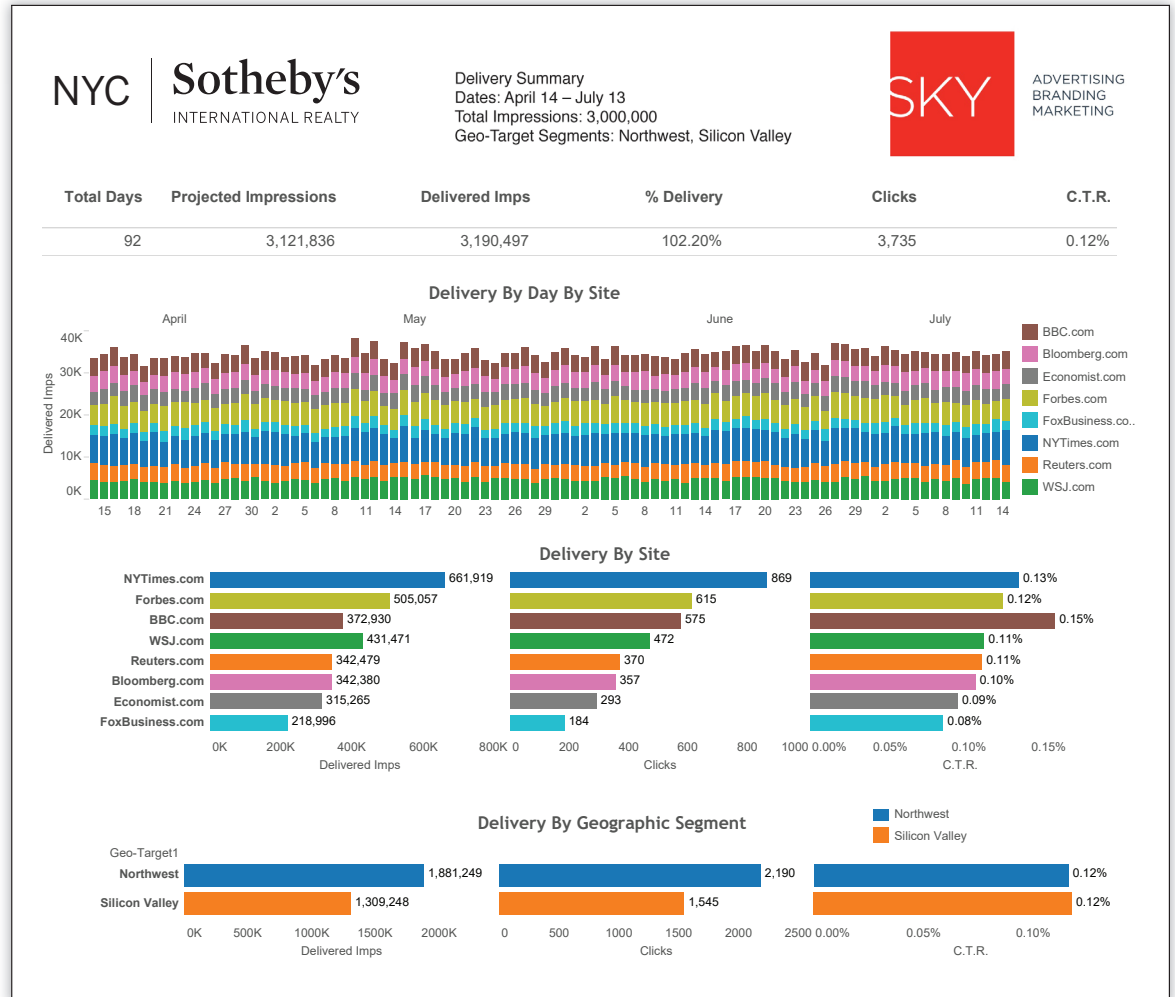 NYC
Sotheby's
INTERNATIONAL REALTY
Delivery Summary
Dates: April 14 – July 13
Total Impressions: 3,000,000
Geo-Target Segments: Northwest, Silicon Valley
SKY
ADVERTISING
BRANDING
MARKETING
Total Days Projected Impressions Delivered Imps % Delivery Clicks C.T.R.
92 3,121,836 3,190,497 102.20% 3,735 0.12%
Delivery By Day By Site
April May June July
40K
30K
20K
10K
0K
Delivered Imps
15 18 21 24 27 30 2 5 8 11 14 17 20 23 26 29 2 5 8 11 14 17 20 23 26 29 2 5 8 11 14
BBC.com
Bloomberg.com
Economist.com
Forbes.com
FoxBusiness.co..
NYTimes.com
Reuters.com
WSJ.com
Delivery By Site
NYTimes.com 661,919 869 0.13%
Forbes.com 505,057 615 0.12%
BBC.com 372,930 575 0.15%
WSJ.com 431,471 472 0.11%
Reuters.com 342,479 370 0.11%
Bloomberg.com 342,380 357 0.10%
Economist.com 315,265 293 0.09%
FoxBusiness.com 218,996 184 0.08%
0K 200K 400K 600K 800K 0 200 400 600 800 1000 0.00% 0.05% 0.10% 0.15%
Delivered Imps Clicks C.T.R.
Northwest
Silicon Valley
Delivery By Geographic Segment
Geo-Target1
Northwest 1,881,249 2,190 0.12%
Silicon Valley 1,309,248 1,545 0.12%
0K 500K 1000K 1500K 2000K 0 500 1000 1500 2000 2500 0.00% 0.05% 0.10%
Delivered Imps Clicks C.T.R.